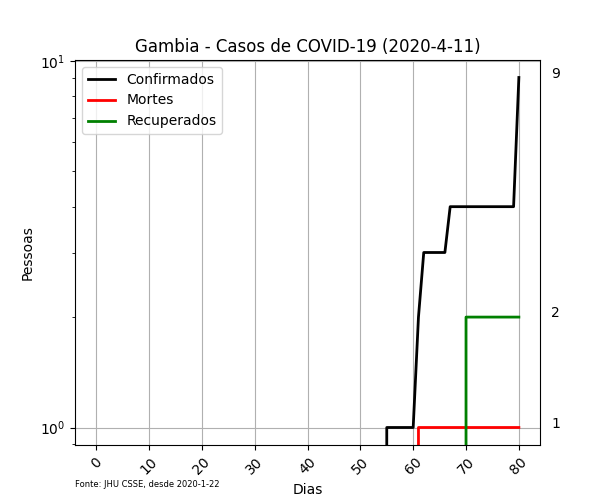 Gambia - Casos de COVID-19 (2020-4-11)
10¹
9
Confirmados
Mortes
Recuperados
Pessoas
2
1
10⁰
0 10 20 30 40 50 60 70 80
Fonte: JHU CSSE, desde 2020-1-22
Dias